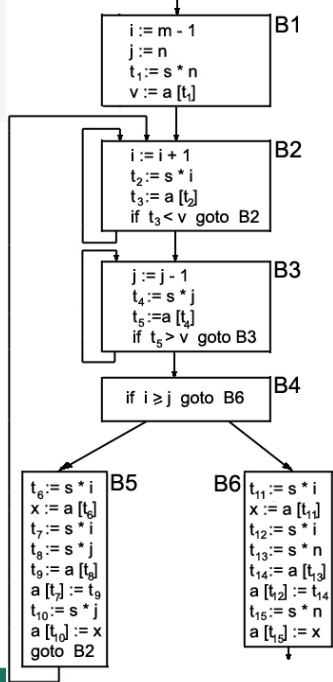 B1
i := m - 1
j := n
t₁ := s * n
v := a [t₁]
B2
i := i + 1
t₂ := s * i
t₃ := a [t₂]
if t₃ < v goto B2
B3
j := j - 1
t₄ := s * j
t₅ := a [t₄]
if t₅ > v goto B3
B4
if i ⩾ j goto B6
B5
t₆ := s * i
x := a [t₆]
t₇ := s * i
t₈ := s * j
t₉ := a [t₈]
a [t₇] := t₉
t₁₀ := s * j
a [t₁₀] := x
goto B2
B6
t₁₁ := s * i
x := a [t₁₁]
t₁₂ := s * i
t₁₃ := s * n
t₁₄ := a [t₁₃]
a [t₁₂] := t₁₄
t₁₅ := s * n
a [t₁₅] := x